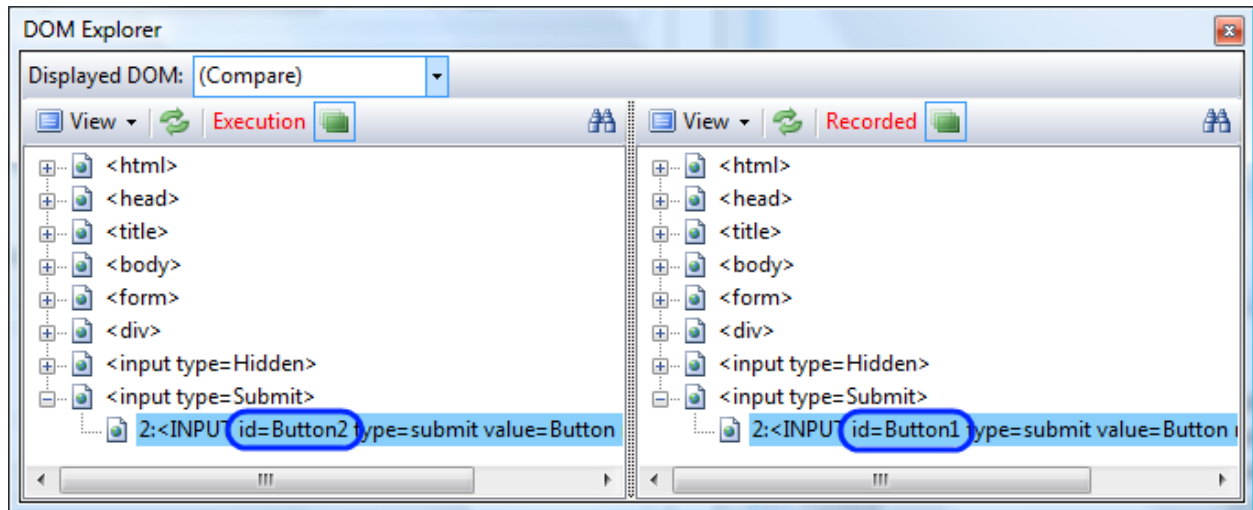 DOM Explorer
Displayed DOM: (Compare)
View Execution
<html>
<head>
<title>
<body>
<form>
<div>
<input type=Hidden>
<input type=Submit>
2:<INPUT id=Button2 type=submit value=Button
View Recorded
<html>
<head>
<title>
<body>
<form>
<div>
<input type=Hidden>
<input type=Submit>
2:<INPUT id=Button1 type=submit value=Button